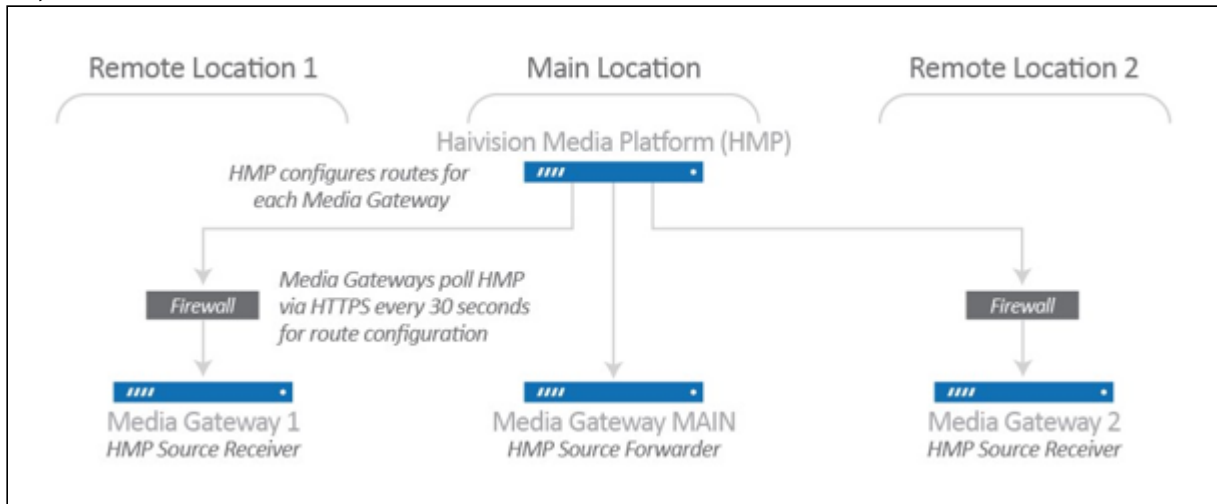 Remote Location 1
Main Location
Remote Location 2
Haivision Media Platform (HMP)
HMP configures routes for
each Media Gateway
Media Gateways poll HMP
via HTTPS every 30 seconds
for route configuration
Firewall
Firewall
Media Gateway 1
HMP Source Receiver
Media Gateway MAIN
HMP Source Forwarder
Media Gateway 2
HMP Source Receiver